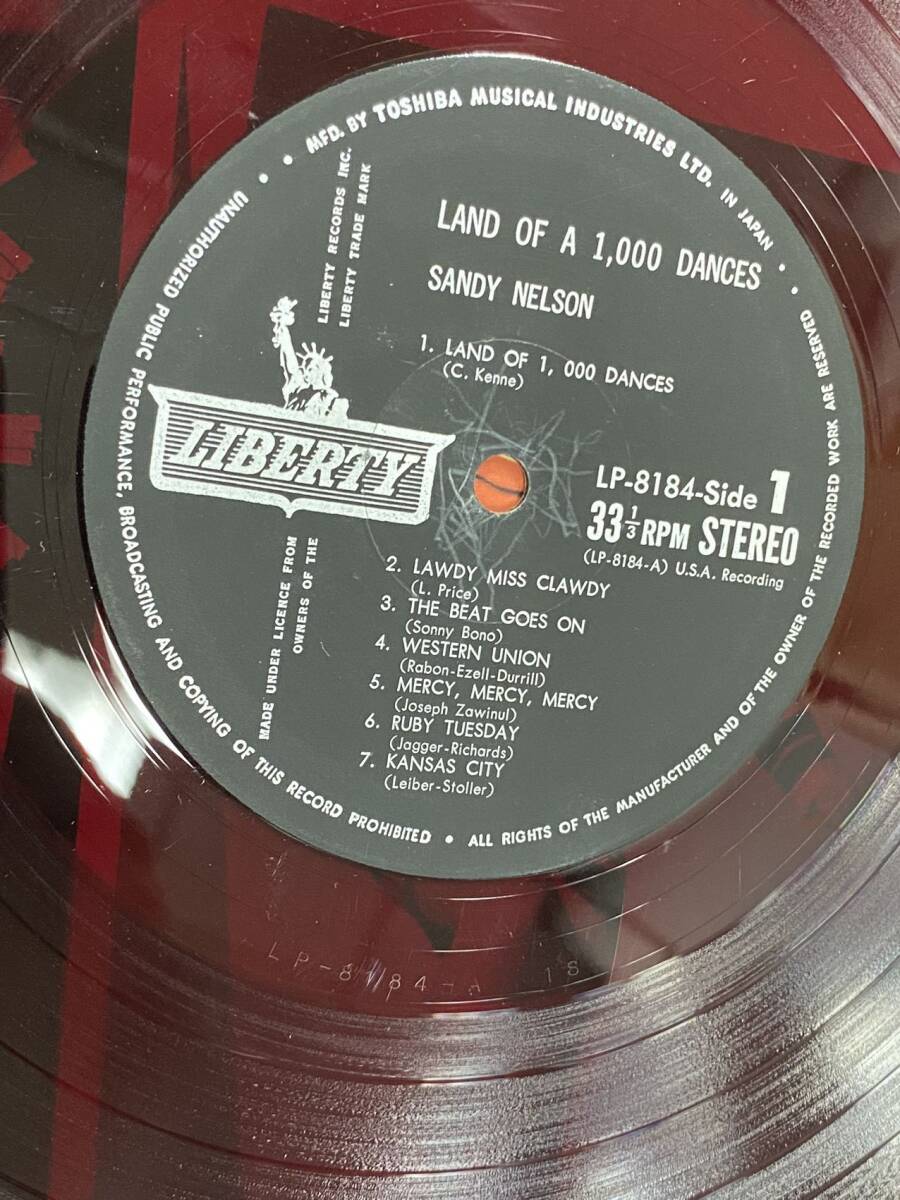 MFD. BY TOSHIBA MUSICAL INDUSTRIES LTD. IN JAPAN
LIBERTY RECORDS INC.
LIBERTY TRADE MARK
LAND OF A 1,000 DANCES
SANDY NELSON
1. LAND OF 1, 000 DANCES
(C. Kenne)
LIBERTY
LP-8184-Side 1
33 1/3 RPM STEREO
(LP-8184-A) U.S.A. Recording
MADE UNDER LICENCE FROM
OWNERS OF THE
2. LAWDY MISS CLAWDY
(L. Price)
3. THE BEAT GOES ON
(Sonny Bono)
4. WESTERN UNION
(Rabon-Ezell-Durrill)
5. MERCY, MERCY, MERCY
(Joseph Zawinul)
6. RUBY TUESDAY
(Jagger-Richards)
7. KANSAS CITY
(Leiber-Stoller)
UNAUTHORIZED PUBLIC PERFORMANCE, BROADCASTING AND COPYING OF THIS RECORD PROHIBITED • ALL RIGHTS OF THE MANUFACTURER AND OF THE OWNER OF THE RECORDED WORK ARE RESERVED
LP-8184-A 1S